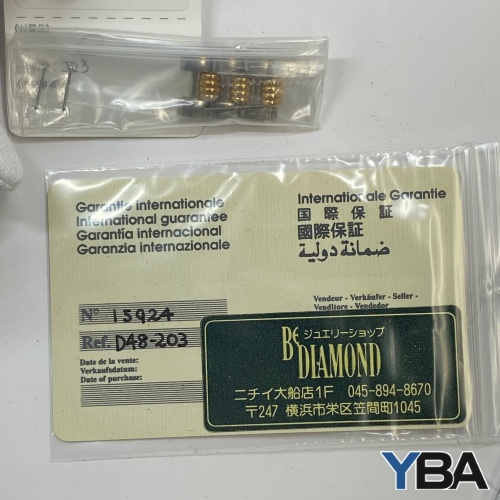 Garantie internationale
International guarantee
Garantía internacional
Garanzia internazionale
Internationale Garantie
国際保証
國際保証
ضمانة دولية
N° 15924
Ref. D48-203
Date de la vente:
Verkaufsdatum:
Date of purchase:
Vendeur - Verkäufer - Seller -
Venditore - Vendedor
ジュエリーショップ
BE DIAMOND
ニチイ大船店1F 045-894-8670
〒247 横浜市栄区笠間町1045
YBA